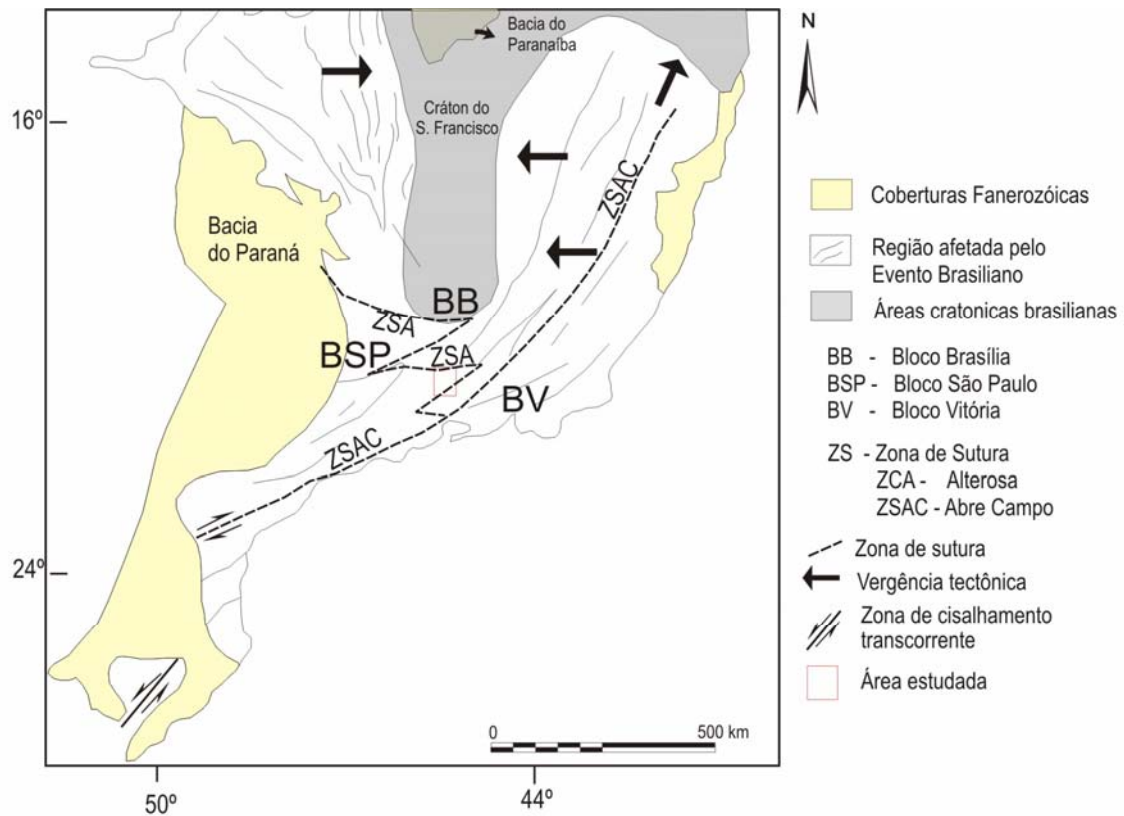 Bacia do
Paranaíba
N
16º
Cráton do
S. Francisco
ZSAC
Coberturas Fanerozóicas
Bacia
do Paraná
Região afetada pelo
Evento Brasiliano
BB
Áreas cratonicas brasilianas
ZSA
BSP
ZSA
BV
BB - Bloco Brasília
BSP - Bloco São Paulo
BV - Bloco Vitória
ZSAC
ZS - Zona de Sutura
ZCA - Alterosa
ZSAC - Abre Campo
Zona de sutura
24º
Vergência tectônica
Zona de cisalhamento
transcorrente
Área estudada
0 500 km
50º 44º